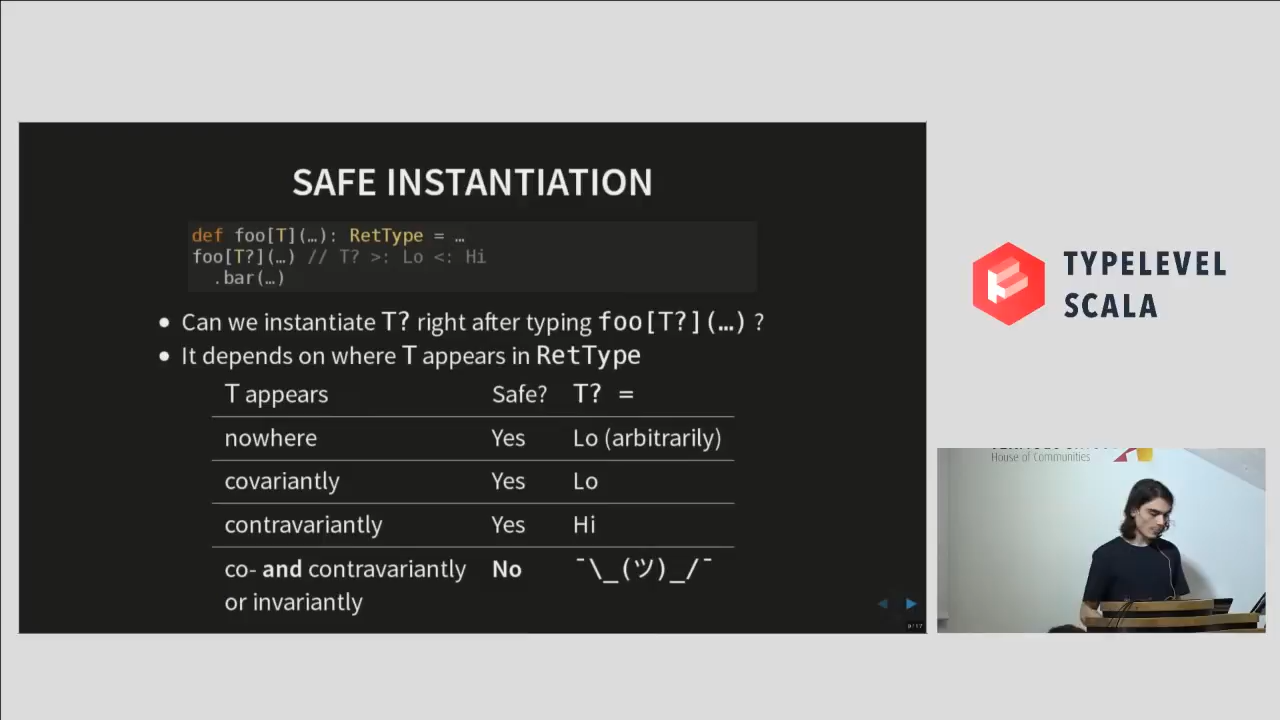 SAFE INSTANTIATION
def foo[T](…): RetType = …
foo[T?](…) // T? >: Lo <: Hi
.bar(…)
• Can we instantiate T? right after typing foo[T?](…) ?
• It depends on where T appears in RetType
T appears Safe? T? =
nowhere Yes Lo (arbitrarily)
covariantly Yes Lo
contravariantly Yes Hi
co- and contravariantly No ¯\_(ツ)_/¯
or invariantly
9/17
TYPELEVEL
SCALA
House of Communities